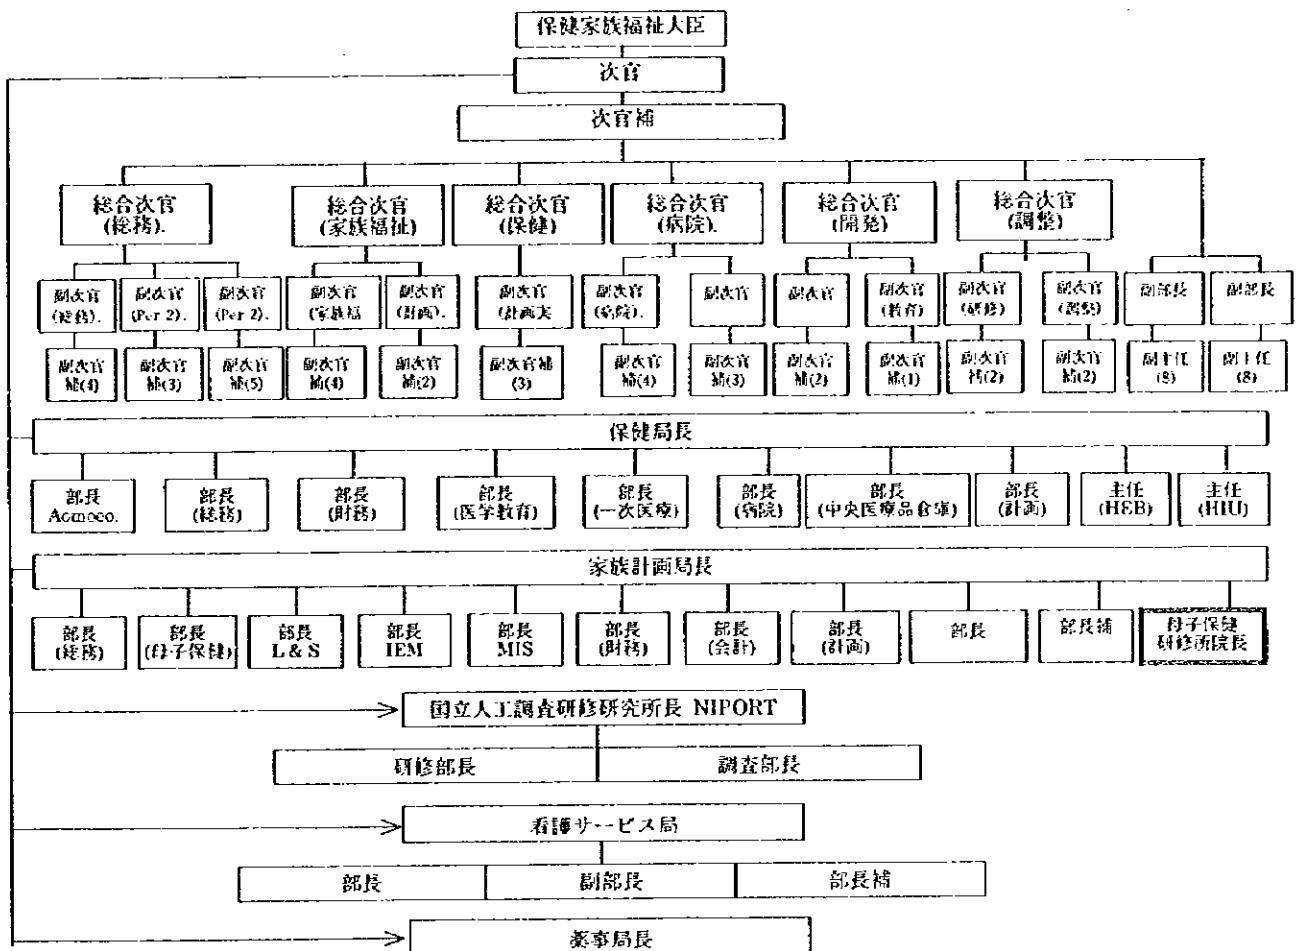 保健家族福祉大臣
次官
次官補
総合次官
(総務).
総合次官
(家族福祉)
総合次官
(保健)
総合次官
(病院).
総合次官
(開発)
総合次官
(調整)
副次官
(総務).
副次官
(Per 2).
副次官
(Per 2).
副次官
(家族福
副次官
(計画).
副次官
(計画実
副次官
(病院).
副次官
副次官
副次官
(教育)
副次官
(研修)
副次官
(調整)
副部長
副部長
副次官
補(4)
副次官
補(3)
副次官
補(5)
副次官
補(4)
副次官
補(2)
副次官補
(3)
副次官
補(4)
副次官
補(3)
副次官
補(2)
副次官
補(1)
副次官
補(2)
副次官
補(2)
副主任
(8)
副主任
(8)
保健局長
部長
部長
(総務)
部長
(財務)
部長
(医学教育)
部長
(一次医療)
部長
(病院)
部長
(中央医療品倉庫)
部長
(計画)
主任
(HEB)
主任
(HIU)
家族計画局長
部長
(総務)
部長
(母子保健)
部長
L & S
部長
IEM
部長
MIS
部長
(財務)
部長
(会計)
部長
(計画)
部長
部長補
母子保健
研修所院長
国立人工調査研修研究所長 NIPORT
研修部長
調査部長
看護サービス局
部長
副部長
部長補
薬事局長